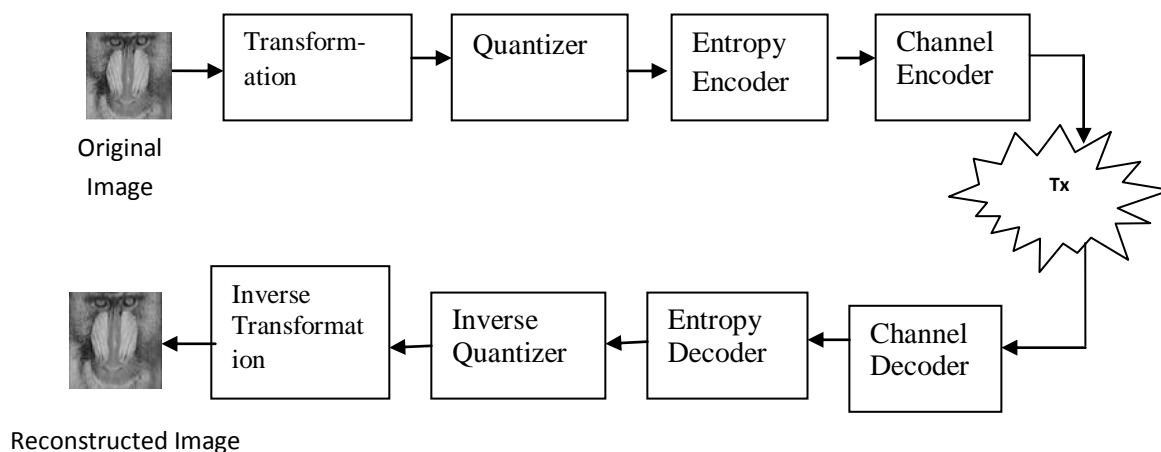 Transform-
ation
Quantizer
Entropy
Encoder
Channel
Encoder
Original
Image
Tx
Inverse
Transformat
ion
Inverse
Quantizer
Entropy
Decoder
Channel
Decoder
Reconstructed Image